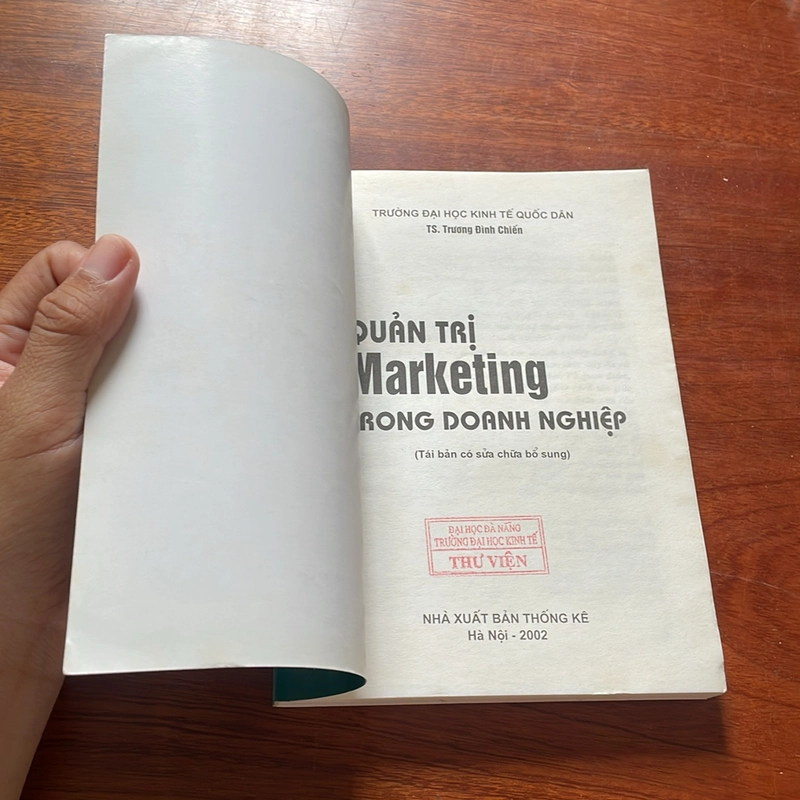 TRƯỜNG ĐẠI HỌC KINH TẾ QUỐC DÂN
TS. Trương Đình Chiến
QUẢN TRỊ
Marketing
TRONG DOANH NGHIỆP
(Tái bản có sửa chữa bổ sung)
ĐẠI HỌC ĐÀ NẴNG
TRƯỜNG ĐẠI HỌC KINH TẾ
THƯ VIỆN
NHÀ XUẤT BẢN THỐNG KÊ
Hà Nội - 2002